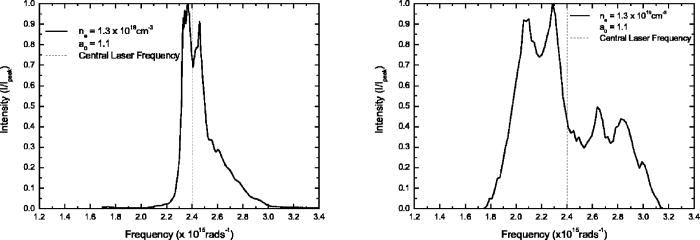 1.0
0.9
0.8
0.7
0.6
0.5
0.4
0.3
0.2
0.1
0.0
Intensity (I/I_peak)
n_e = 1.3 x 10^18 cm^-3
a_0 = 1.1
Central Laser Frequency
1.2 1.4 1.6 1.8 2.0 2.2 2.4 2.6 2.8 3.0 3.2 3.4
Frequency (x 10^15 rads^-1)
1.0
0.9
0.8
0.7
0.6
0.5
0.4
0.3
0.2
0.1
0.0
Intensity (I/I_peak)
n_e = 1.3 x 10^19 cm^-3
a_0 = 1.1
Central Laser Frequency
1.2 1.4 1.6 1.8 2.0 2.2 2.4 2.6 2.8 3.0 3.2 3.4
Frequency (x10^15 rads^-1)